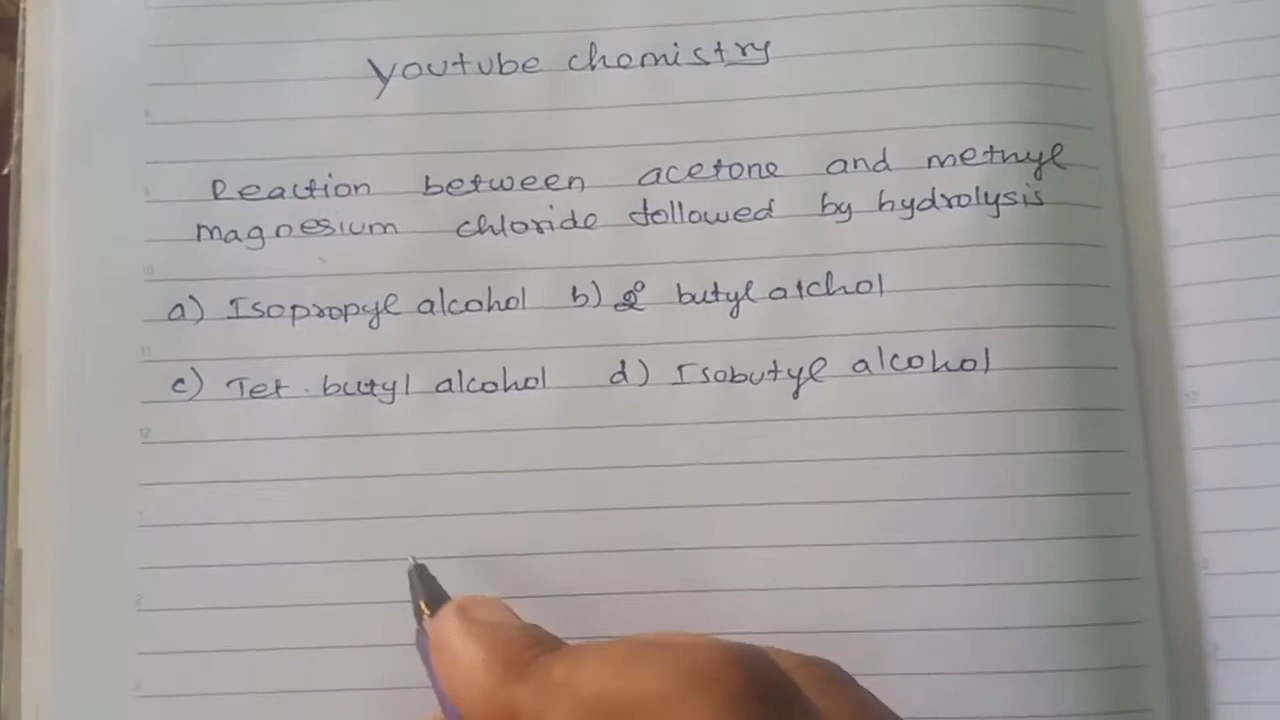 youtube chemistry
Reaction between acetone and methyl
magnesium chloride followed by hydrolysis
a) Isopropyl alcohol b) 2° butyl alchol
c) Ter. butyl alcohol d) Isobutyl alcohol